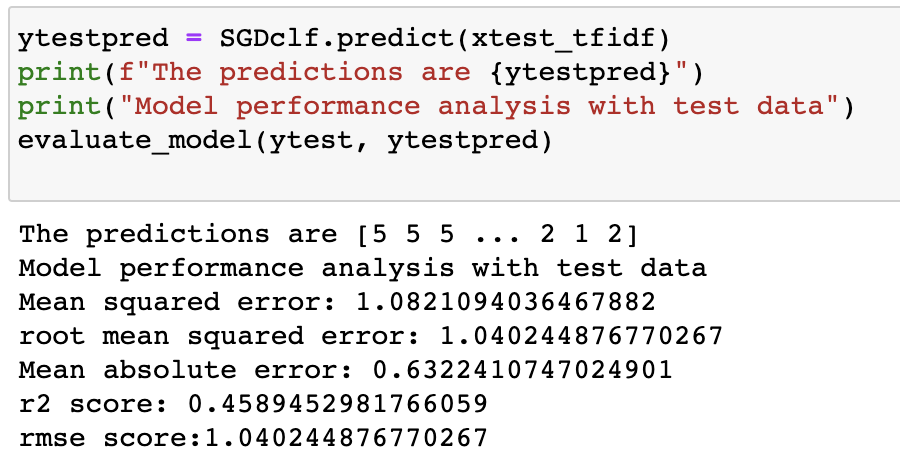 ytestpred = SGDclf.predict(xtest_tfidf)
print(f"The predictions are {ytestpred}")
print("Model performance analysis with test data")
evaluate_model(ytest, ytestpred)
The predictions are [5 5 5 ... 2 1 2]
Model performance analysis with test data
Mean squared error: 1.0821094036467882
root mean squared error: 1.040244876770267
Mean absolute error: 0.6322410747024901
r2 score: 0.4589452981766059
rmse score:1.040244876770267